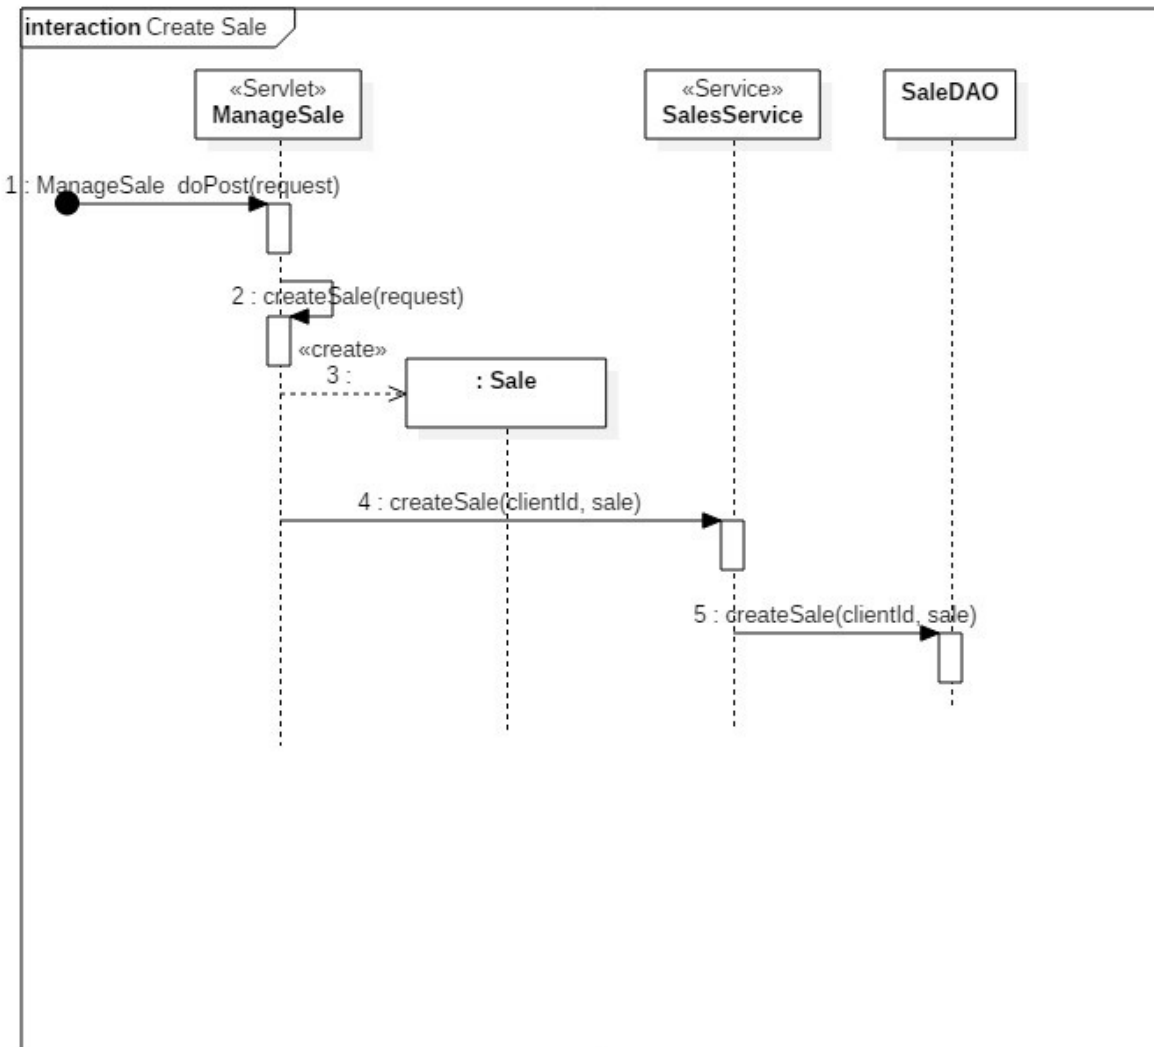 interaction Create Sale
«Servlet»
ManageSale
«Service»
SalesService
SaleDAO
1 : ManageSale doPost(request)
2 : createSale(request)
«create»
3 :
: Sale
4 : createSale(clientId, sale)
5 : createSale(clientId, sale)